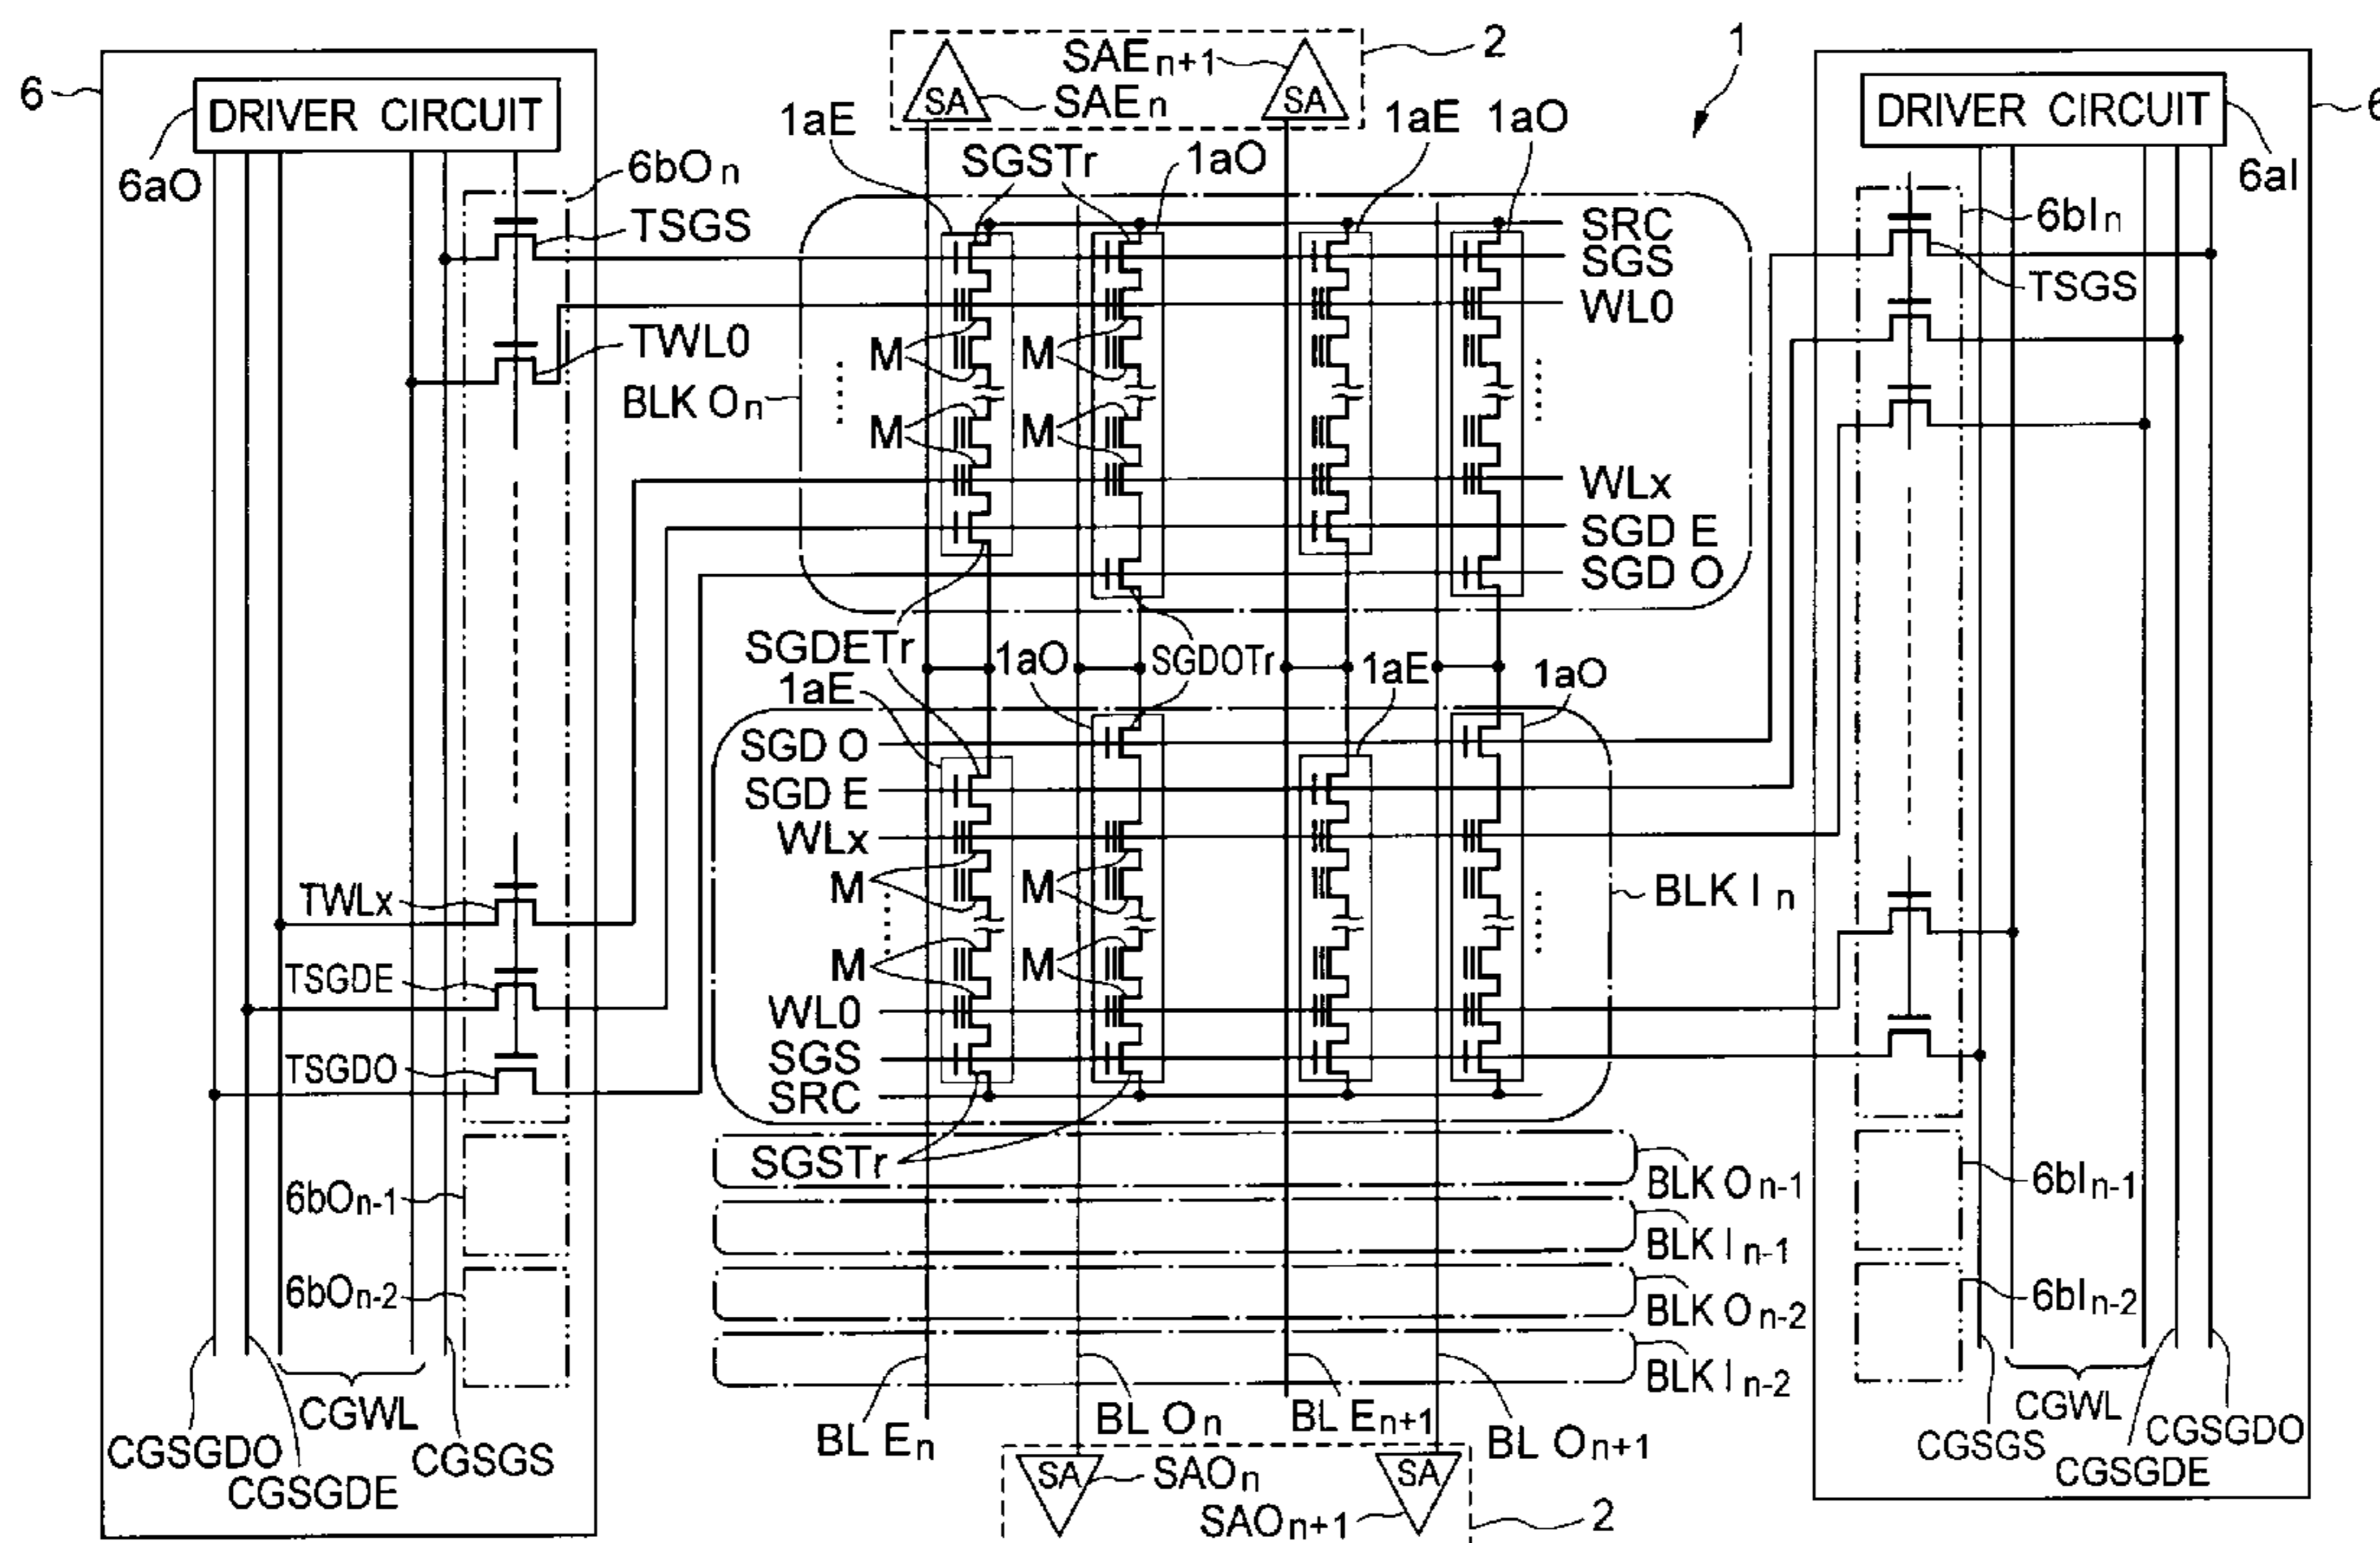 6
DRIVER CIRCUIT
6aO
6bOn
TSGS
TWL0
TWLx
TSGDE
TSGDO
6bOn-1
6bOn-2
CGSGDO
CGSGDE
CGWL
CGSGS
SA
SAEn
SAEn+1
SA
2
1
1aE
SGSTr
1aO
1aE
1aO
SRC
SGS
WL0
M
M
BLK On
M
M
WLx
SGD E
SGD O
SGDETr
1aE
1aO
SGDOTr
1aE
1aO
SGD O
SGD E
WLx
M
M
BLK In
M
M
WL0
SGS
SRC
SGSTr
BLK On-1
BLK In-1
BLK On-2
BLK In-2
BL En
BL On
BL En+1
BL On+1
SA
SAOn
SAOn+1
SA
2
DRIVER CIRCUIT
6
6aI
6bIn
TSGS
6bIn-1
6bIn-2
CGSGS
CGWL
CGSGDE
CGSGDO